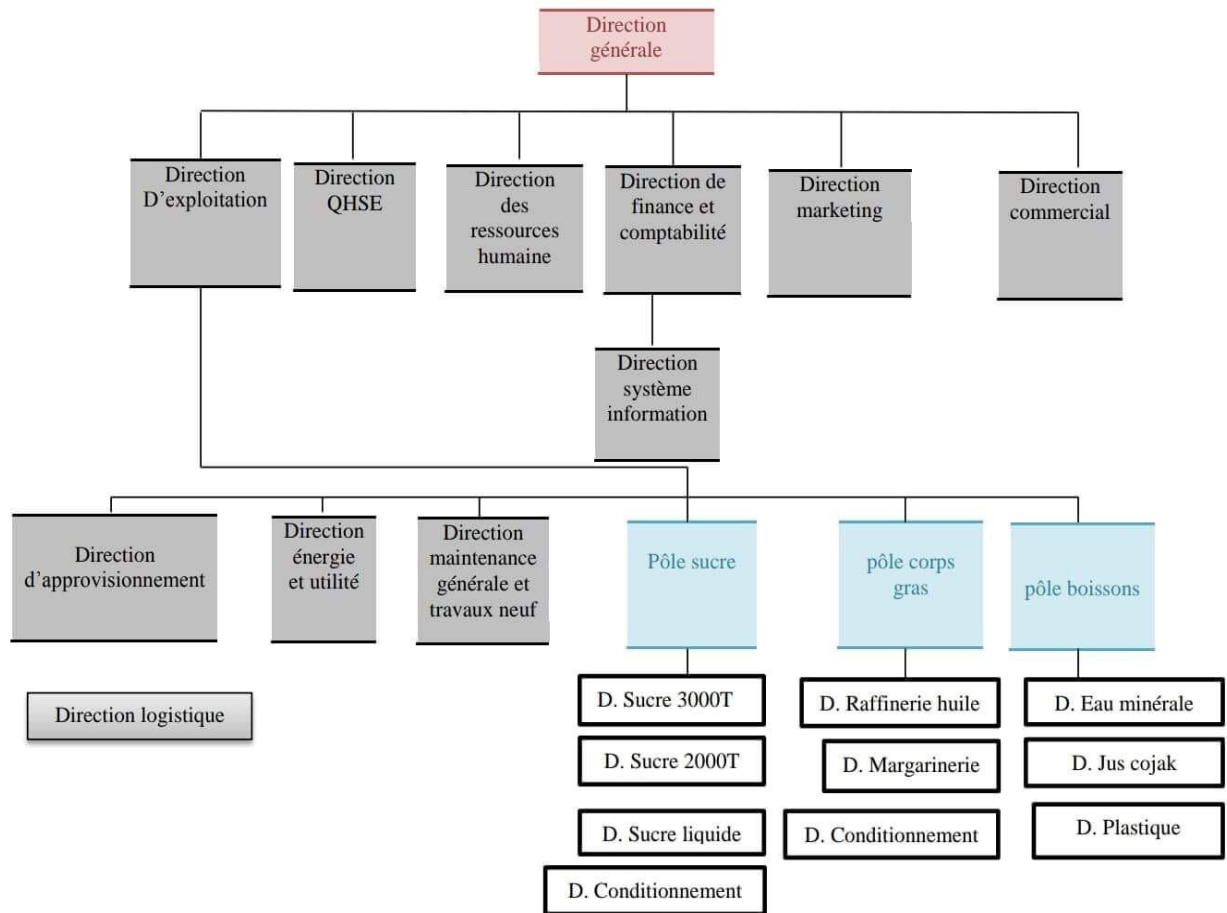 Direction
générale
Direction
D'exploitation
Direction
QHSE
Direction
des
ressources
humaine
Direction de
finance et
comptabilité
Direction
marketing
Direction
commercial
Direction
système
information
Direction
d'approvisionnement
Direction
énergie
et utilité
Direction
maintenance
générale et
travaux neuf
Pôle sucre
pôle corps
gras
pôle boissons
Direction logistique
D. Sucre 3000T
D. Raffinerie huile
D. Eau minérale
D. Sucre 2000T
D. Margarinerie
D. Jus cojak
D. Sucre liquide
D. Conditionnement
D. Plastique
D. Conditionnement